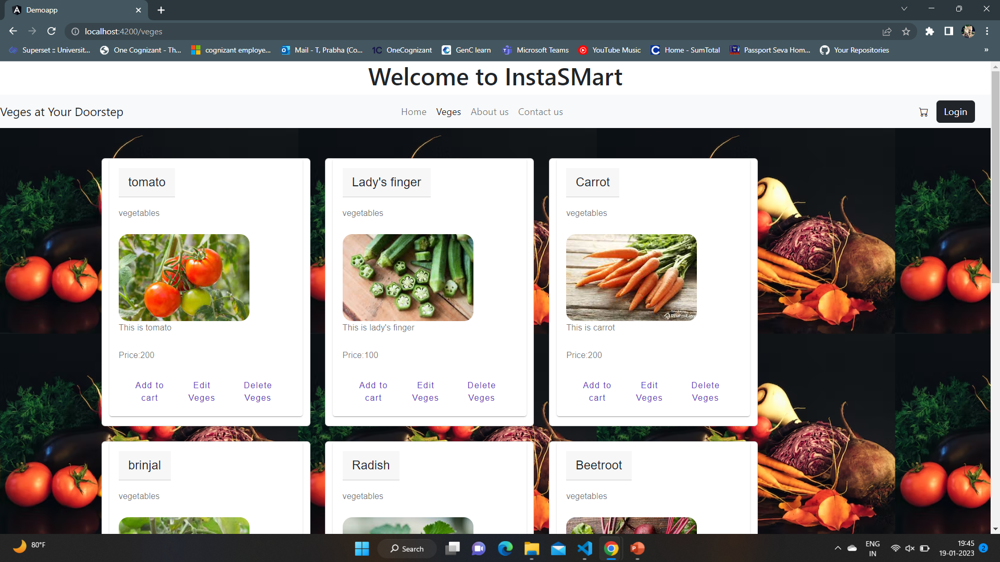 Demoapp
localhost:4200/veges
Superset :: Universit...
One Cognizant - Th...
cognizant employe...
Mail - T, Prabha (Co...
1C OneCognizant
GenC learn
Microsoft Teams
YouTube Music
Home - SumTotal
Passport Seva Hom...
Your Repositories
»
Welcome to InstaSMart
Veges at Your Doorstep
Home Veges About us Contact us
Login
tomato
vegetables
This is tomato
Price:200
Add to
cart
Edit
Veges
Delete
Veges
Lady's finger
vegetables
This is lady's finger
Price:100
Add to
cart
Edit
Veges
Delete
Veges
Carrot
vegetables
PharmEasy
This is carrot
Price:200
Add to
cart
Edit
Veges
Delete
Veges
brinjal
vegetables
Radish
vegetables
Beetroot
vegetables
80°F
Search
ENG
IN
19:45
19-01-2023
2